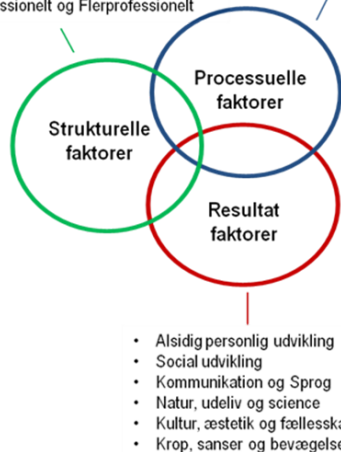 ssionelt og Flerprofessionelt
Processuelle
faktorer
Strukturelle
faktorer
Resultat
faktorer
• Alsidig personlig udvikling
• Social udvikling
• Kommunikation og Sprog
• Natur, udeliv og science
• Kultur, æstetik og fællesska
• Krop, sanser og bevægelse